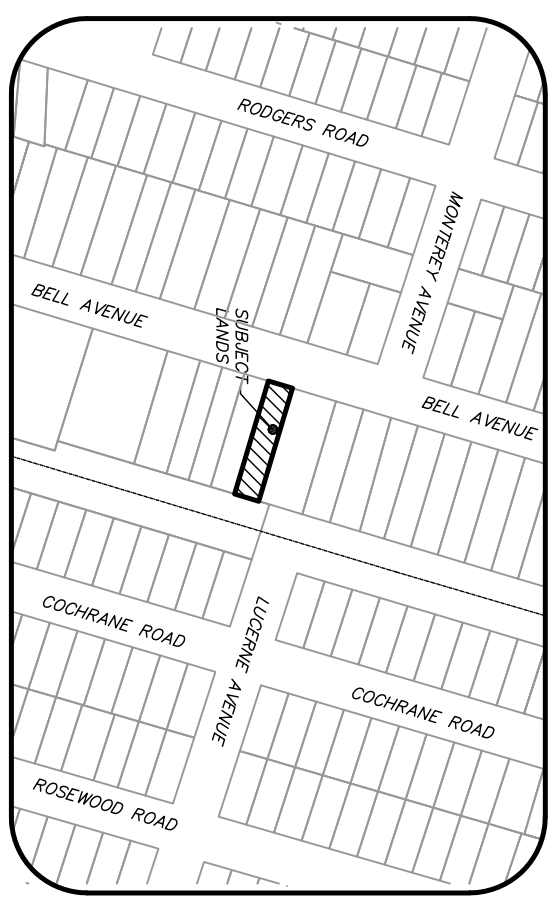 RODGERS ROAD
MONTEREY AVENUE
BELL AVENUE
SUBJECT
LANDS
BELL AVENUE
COCHRANE ROAD
LUCERNE AVENUE
COCHRANE ROAD
ROSEWOOD ROAD